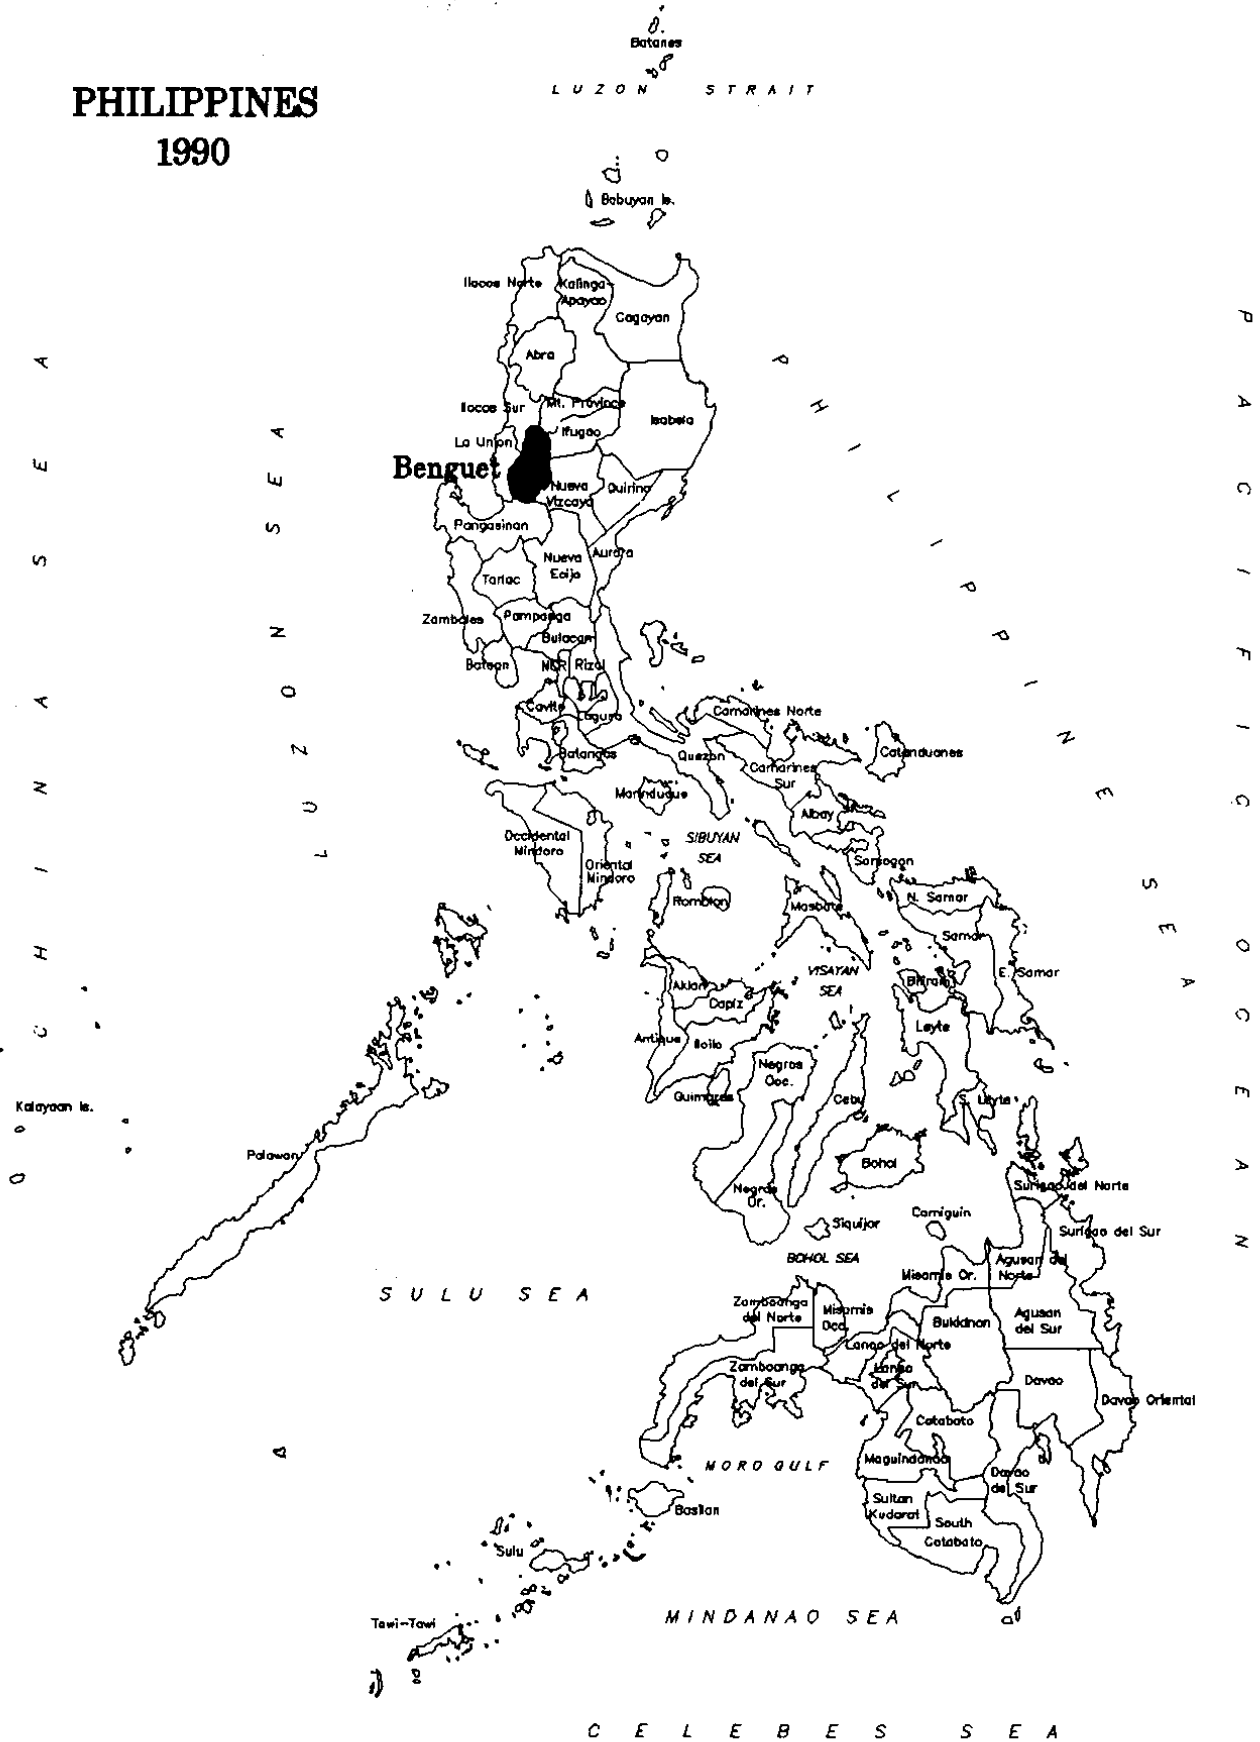 Batanes
LUZON STRAIT
PHILIPPINES
1990
Babuyan Is.
Ilocos Norte
Kalinga-
Apayao
Cagayan
Abra
Ilocos Sur
Mt. Province
Ifugao
Isabela
La Union
Benguet
Nueva
Vizcaya
Quirino
Pangasinan
Nueva
Ecija
Aurora
Tarlac
Zambales
Pampanga
Bulacan
Bataan
NCR
Rizal
Cavite
Laguna
Batangas
Quezon
Camarines Norte
Camarines
Sur
Catanduanes
Marinduque
Albay
Occidental
Mindoro
Oriental
Mindoro
SIBUYAN
SEA
Sorsogon
Romblon
Masbate
N. Samar
Samar
E. Samar
VISAYAN
SEA
Aklan
Capiz
Biliran
Antique
Iloilo
Leyte
Negros
Occ.
Guimaras
Cebu
S. Leyte
Kalayaan Is.
Palawan
Bohol
Negros
Or.
Siquijor
Camiguin
Surigao del Norte
Surigao del Sur
BOHOL SEA
Agusan del
Norte
Misamis Or.
SULU SEA
Zamboanga
del Norte
Misamis
Occ.
Bukidnon
Agusan
del Sur
Lanao del Norte
Lanao
del Sur
Zamboanga
del Sur
Davao
Davao Oriental
Cotabato
MORO GULF
Maguindanao
Davao
del Sur
Basilan
Sultan
Kudarat
South
Cotabato
Sulu
Tawi-Tawi
MINDANAO SEA
CELEBES SEA
CHINA SEA
LUZON SEA
PHILIPPINE SEA
PACIFIC OCEAN